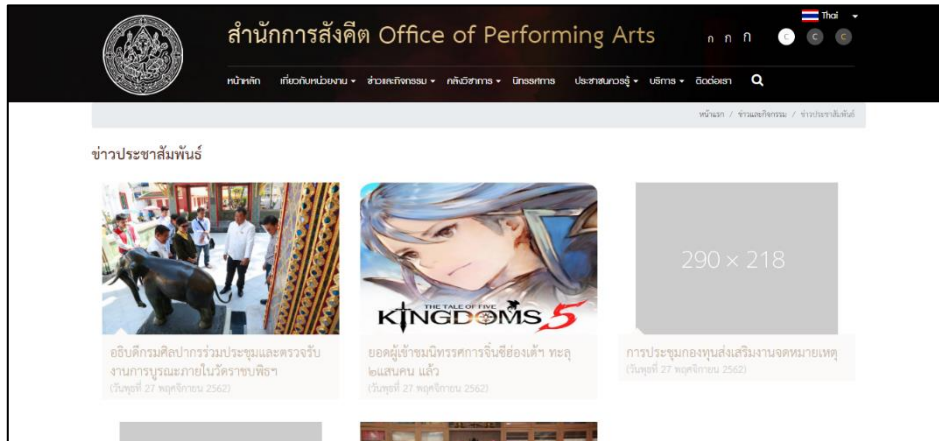 Thai
สำนักการสังคีต Office of Performing Arts
ก ก ก C C C
หน้าหลัก เกี่ยวกับหน่วยงาน ข่าวและกิจกรรม คลังวิชาการ นิทรรศการ ประชาชนควรรู้ บริการ ติดต่อเรา
หน้าแรก / ข่าวและกิจกรรม / ข่าวประชาสัมพันธ์
ข่าวประชาสัมพันธ์
THE TALE OF FIVE
KINGDOMS 5
290 × 218
อธิบดีกรมศิลปากรร่วมประชุมและตรวจรับ
งานการบูรณะภายในวัดราชบพิธฯ
(วันพุธที่ 27 พฤศจิกายน 2562)
ยอดผู้เข้าชมนิทรรศการจิ๋นซีฮ่องเต้ฯ ทะลุ
๒แสนคน แล้ว
(วันพุธที่ 27 พฤศจิกายน 2562)
การประชุมกองทุนส่งเสริมงานจดหมายเหตุ
(วันพุธที่ 27 พฤศจิกายน 2562)